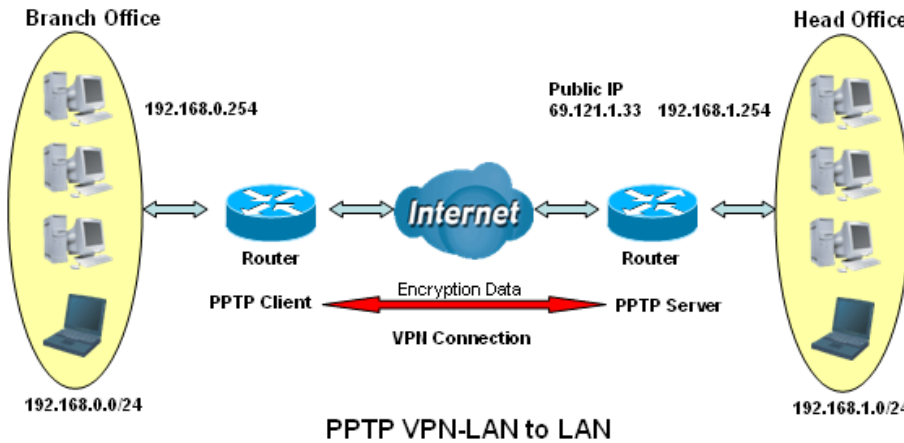 Branch Office
Head Office
192.168.0.254
Public IP
69.121.1.33
192.168.1.254
Internet
Router
Router
PPTP Client
Encryption Data
PPTP Server
VPN Connection
192.168.0.0/24
192.168.1.0/24
PPTP VPN-LAN to LAN